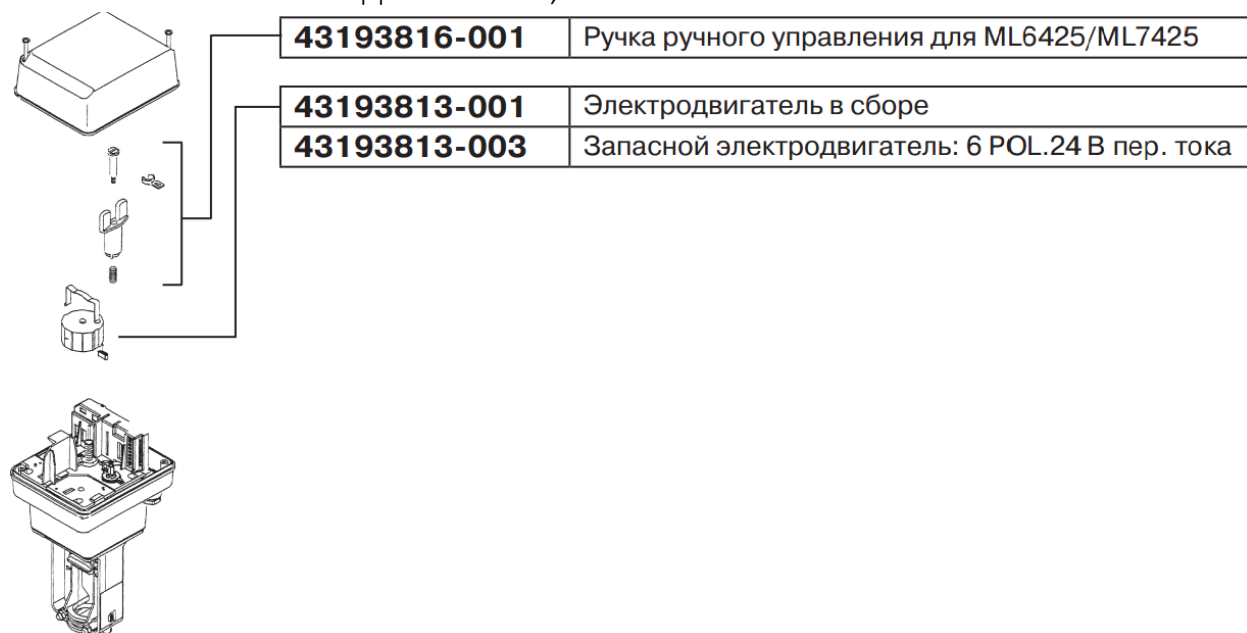 43193816-001 Ручка ручного управления для ML6425/ML7425
43193813-001 Электродвигатель в сборе
43193813-003 Запасной электродвигатель: 6 POL.24 В пер. тока